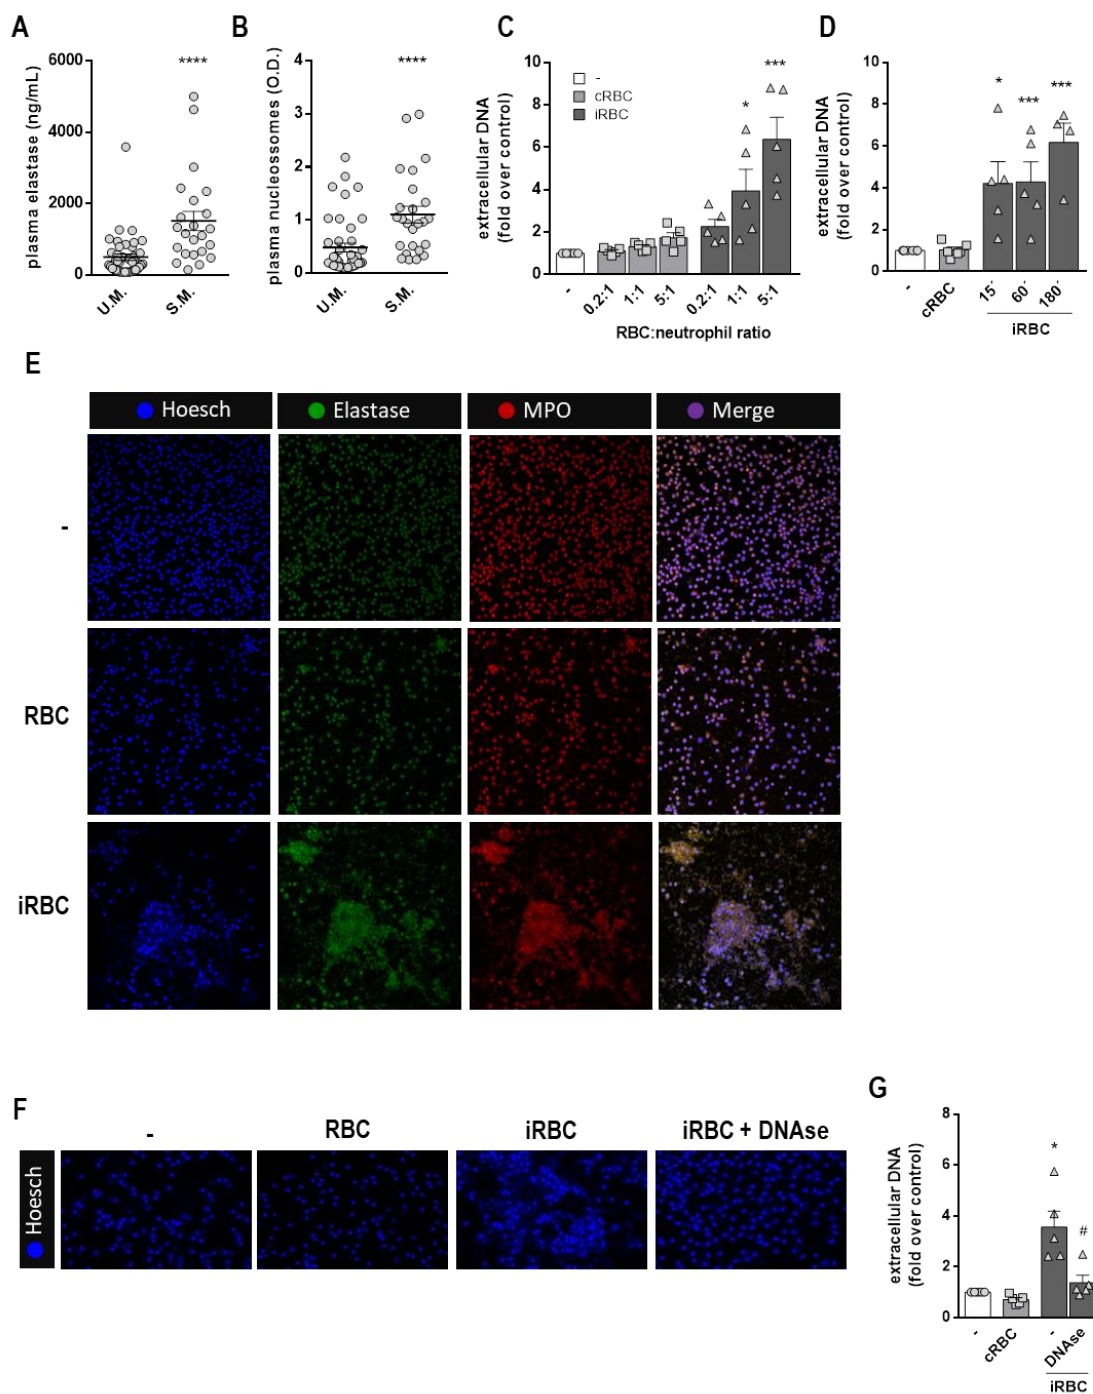 A
plasma elastase (ng/mL)
6000
4000
2000
0
****
U.M.
S.M.
B
plasma nucleossomes (O.D.)
4
3
2
1
0
****
U.M.
S.M.
C
extracellular DNA
(fold over control)
10
8
6
4
2
0
-
cRBC
iRBC
*
***
-
0.2:1
1:1
5:1
0.2:1
1:1
5:1
RBC:neutrophil ratio
D
extracellular DNA
(fold over control)
10
8
6
4
2
0
*
***
***
-
cRBC
15´
60´
180´
iRBC
E
Hoesch
Elastase
MPO
Merge
-
RBC
iRBC
F
-
RBC
iRBC
iRBC + DNAse
Hoesch
G
extracellular DNA
(fold over control)
8
6
4
2
0
*
#
-
cRBC
-
DNAse
iRBC